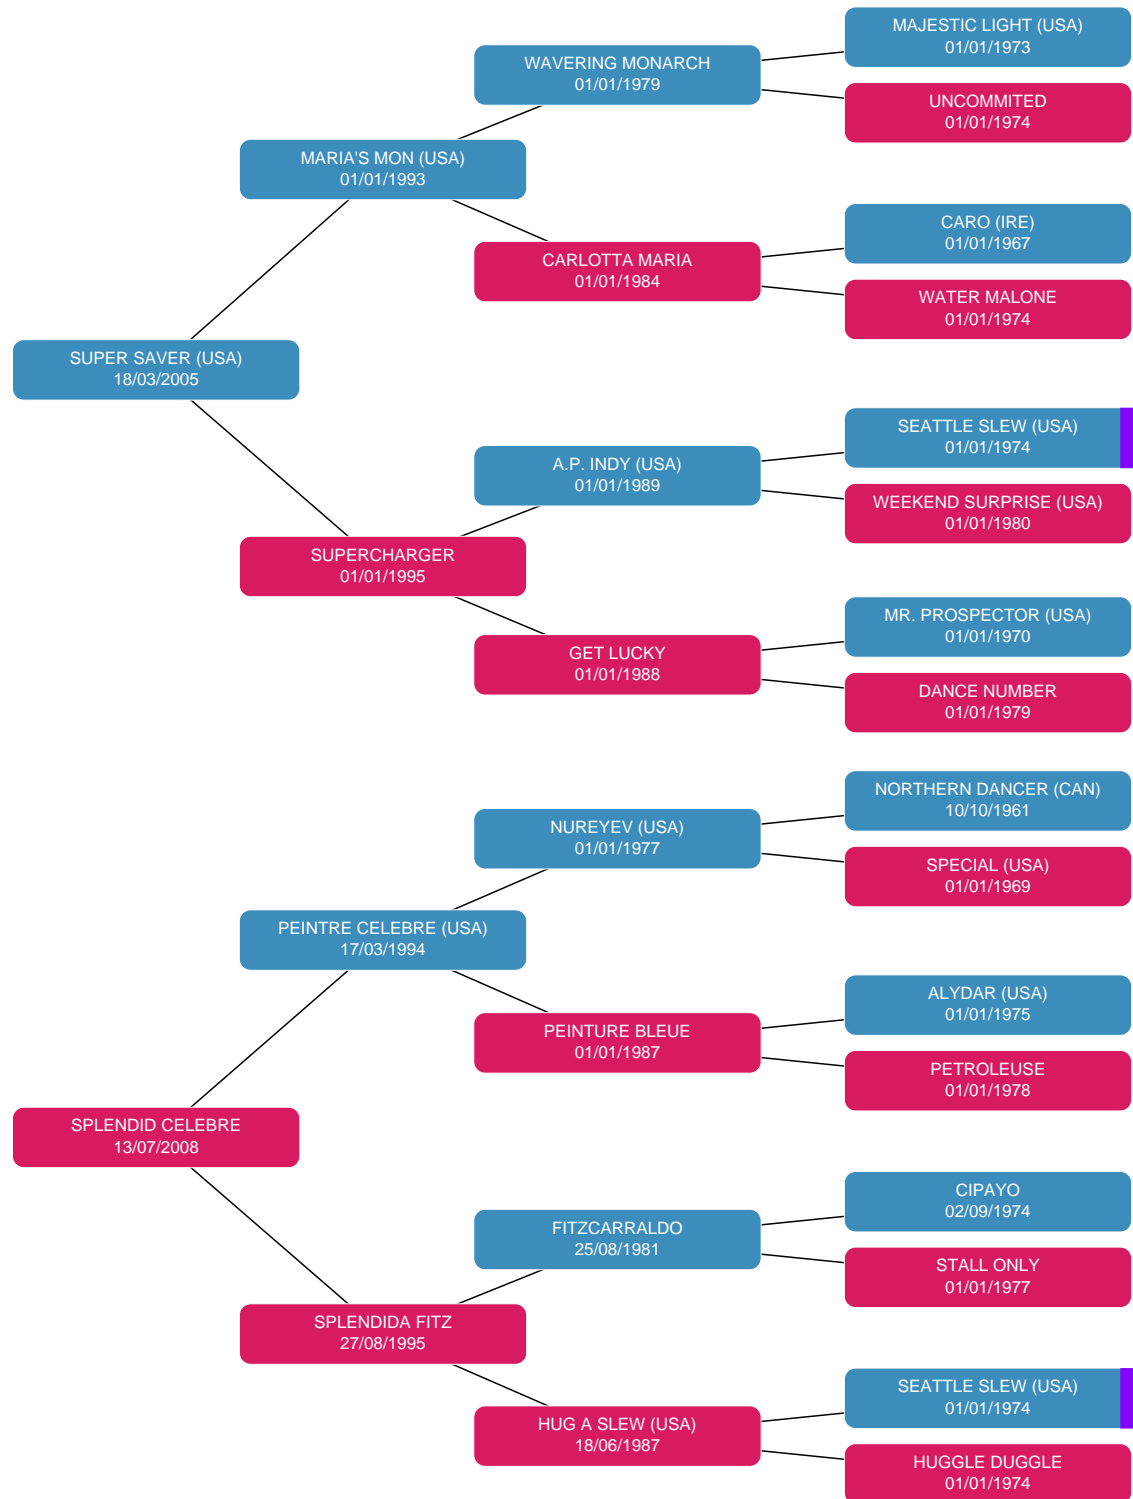 MAJESTIC LIGHT (USA)
01/01/1973
WAVERING MONARCH
01/01/1979
UNCOMMITED
01/01/1974
MARIA'S MON (USA)
01/01/1993
CARO (IRE)
01/01/1967
CARLOTTA MARIA
01/01/1984
WATER MALONE
01/01/1974
SUPER SAVER (USA)
18/03/2005
SEATTLE SLEW (USA)
01/01/1974
A.P. INDY (USA)
01/01/1989
WEEKEND SURPRISE (USA)
01/01/1980
SUPERCHARGER
01/01/1995
MR. PROSPECTOR (USA)
01/01/1970
GET LUCKY
01/01/1988
DANCE NUMBER
01/01/1979
NORTHERN DANCER (CAN)
10/10/1961
NUREYEV (USA)
01/01/1977
SPECIAL (USA)
01/01/1969
PEINTRE CELEBRE (USA)
17/03/1994
ALYDAR (USA)
01/01/1975
PEINTURE BLEUE
01/01/1987
PETROLEUSE
01/01/1978
SPLENDID CELEBRE
13/07/2008
CIPAYO
02/09/1974
FITZCARRALDO
25/08/1981
STALL ONLY
01/01/1977
SPLENDIDA FITZ
27/08/1995
SEATTLE SLEW (USA)
01/01/1974
HUG A SLEW (USA)
18/06/1987
HUGGLE DUGGLE
01/01/1974